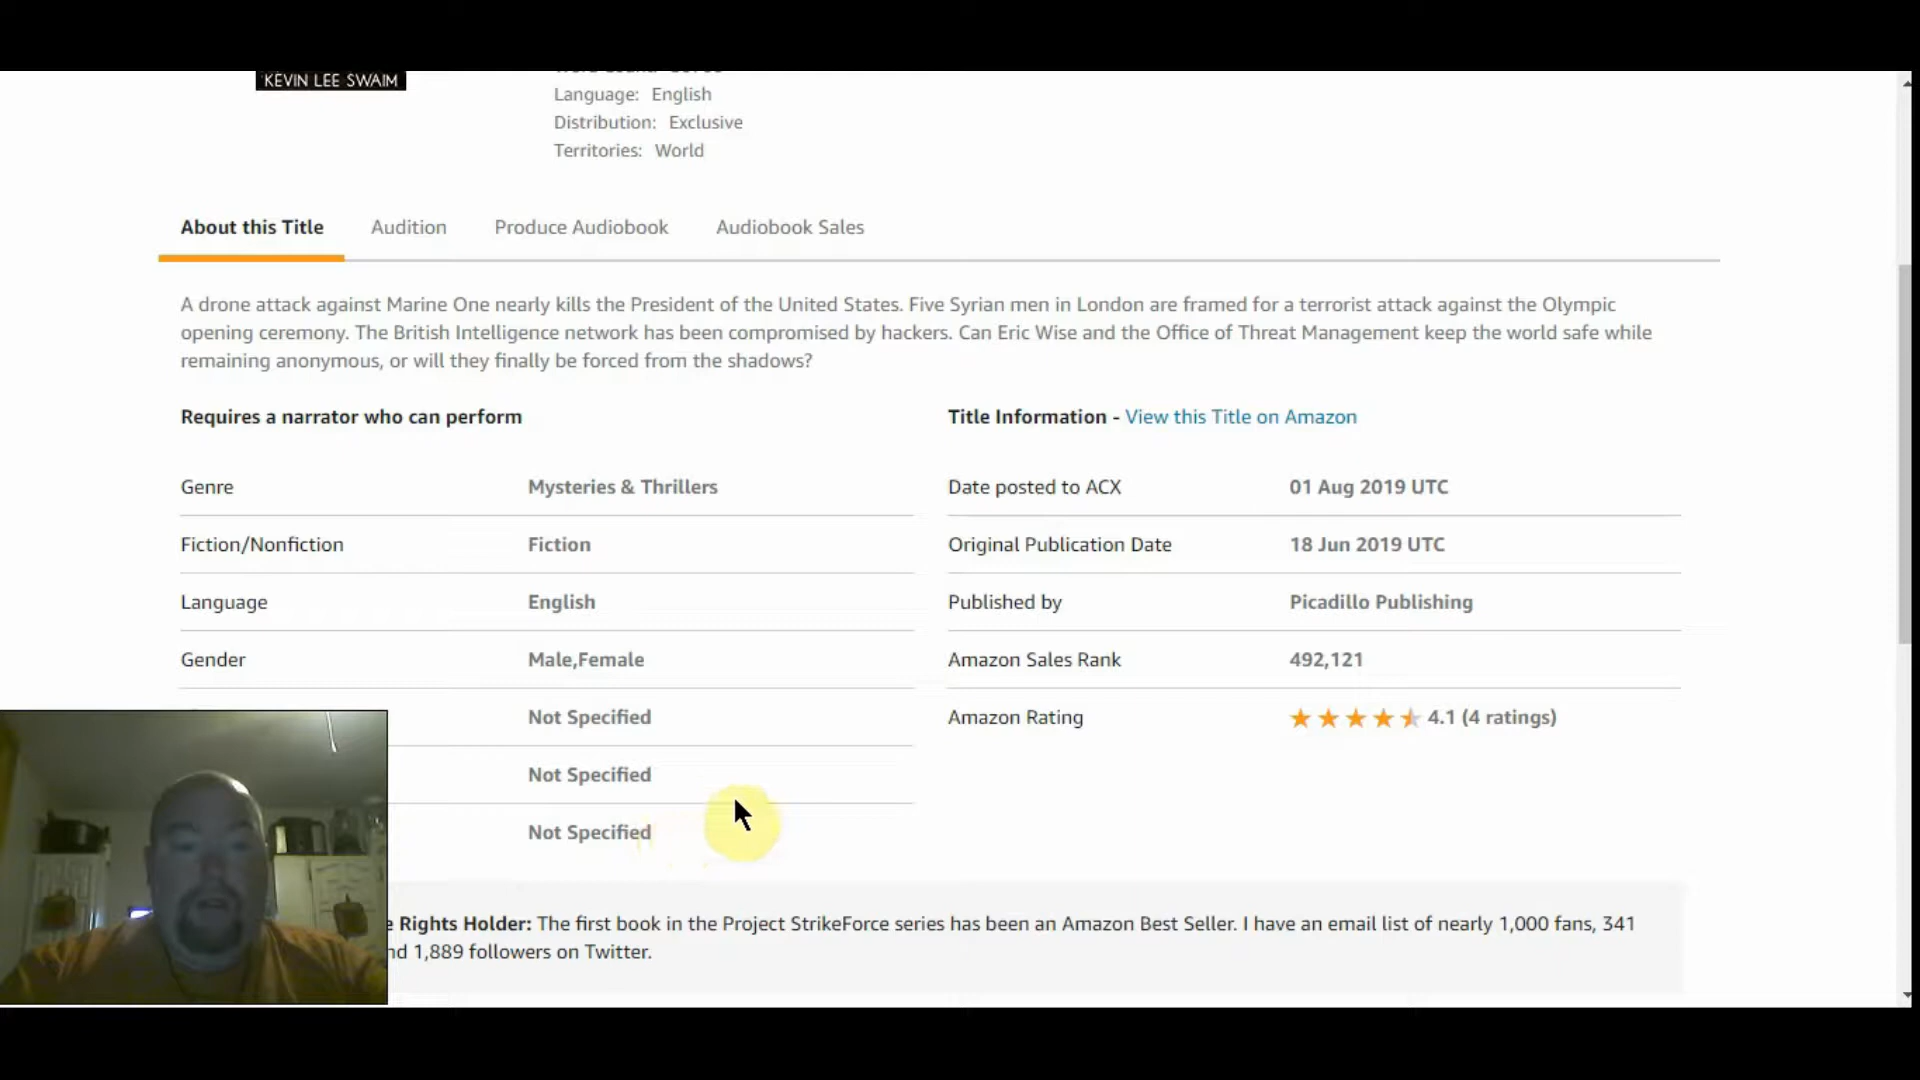 KEVIN LEE SWAIM
Language: English
Distribution: Exclusive
Territories: World
About this Title Audition Produce Audiobook Audiobook Sales
A drone attack against Marine One nearly kills the President of the United States. Five Syrian men in London are framed for a terrorist attack against the Olympic
opening ceremony. The British Intelligence network has been compromised by hackers. Can Eric Wise and the Office of Threat Management keep the world safe while
remaining anonymous, or will they finally be forced from the shadows?
Requires a narrator who can perform
Genre Mysteries & Thrillers
Fiction/Nonfiction Fiction
Language English
Gender Male,Female
Not Specified
Not Specified
Not Specified
Title Information - View this Title on Amazon
Date posted to ACX 01 Aug 2019 UTC
Original Publication Date 18 Jun 2019 UTC
Published by Picadillo Publishing
Amazon Sales Rank 492,121
Amazon Rating 4.1 (4 ratings)
e Rights Holder: The first book in the Project StrikeForce series has been an Amazon Best Seller. I have an email list of nearly 1,000 fans, 341
nd 1,889 followers on Twitter.